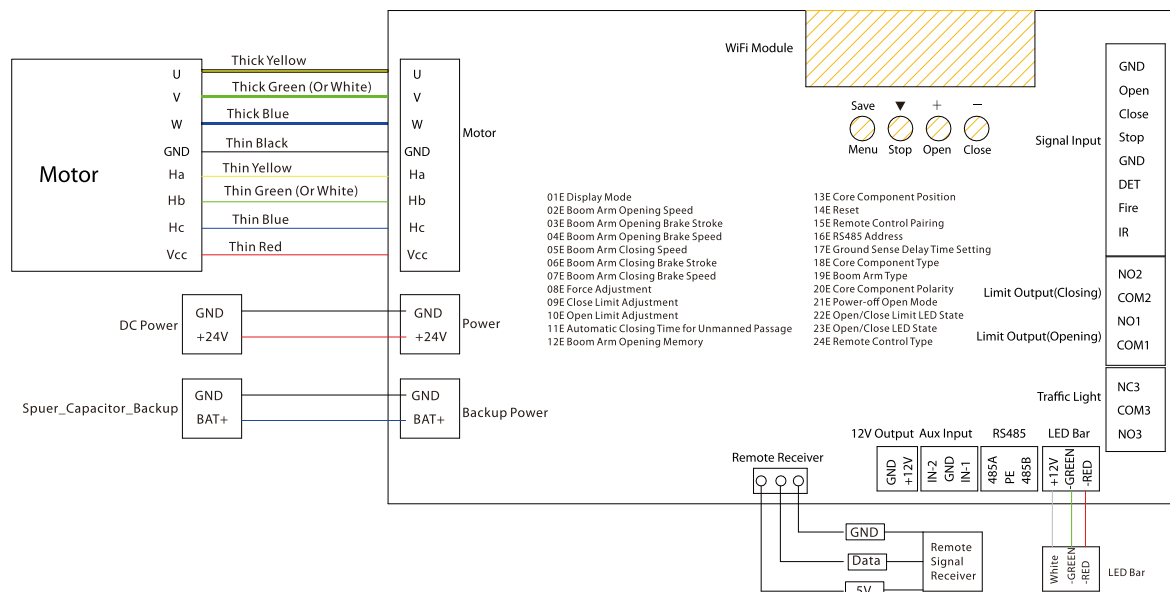 WiFi Module
Save ▼ + −
Menu Stop Open Close
Motor
U
V
W
GND
Ha
Hb
Hc
Vcc
Thick Yellow
Thick Green (Or White)
Thick Blue
Thin Black
Thin Yellow
Thin Green (Or White)
Thin Blue
Thin Red
U
V
W
GND
Ha
Hb
Hc
Vcc
Motor
DC Power
GND
+24V
GND
+24V
Power
Spuer_Capacitor_Backup
GND
BAT+
GND
BAT+
Backup Power
01E Display Mode
02E Boom Arm Opening Speed
03E Boom Arm Opening Brake Stroke
04E Boom Arm Opening Brake Speed
05E Boom Arm Closing Speed
06E Boom Arm Closing Brake Stroke
07E Boom Arm Closing Brake Speed
08E Force Adjustment
09E Close Limit Adjustment
10E Open Limit Adjustment
11E Automatic Closing Time for Unmanned Passage
12E Boom Arm Opening Memory
13E Core Component Position
14E Reset
15E Remote Control Pairing
16E RS485 Address
17E Ground Sense Delay Time Setting
18E Core Component Type
19E Boom Arm Type
20E Core Component Polarity
21E Power-off Open Mode
22E Open/Close Limit LED State
23E Open/Close LED State
24E Remote Control Type
Signal Input
GND
Open
Close
Stop
GND
DET
Fire
IR
Limit Output(Closing)
NO2
COM2
Limit Output(Opening)
NO1
COM1
Traffic Light
NC3
COM3
NO3
12V Output Aux Input RS485 LED Bar
GND
+12V
IN-2
GND
IN-1
485A
PE
485B
+12V
-GREEN
-RED
Remote Receiver
GND
Data
5V
Remote
Signal
Receiver
White
-GREEN
-RED
LED Bar